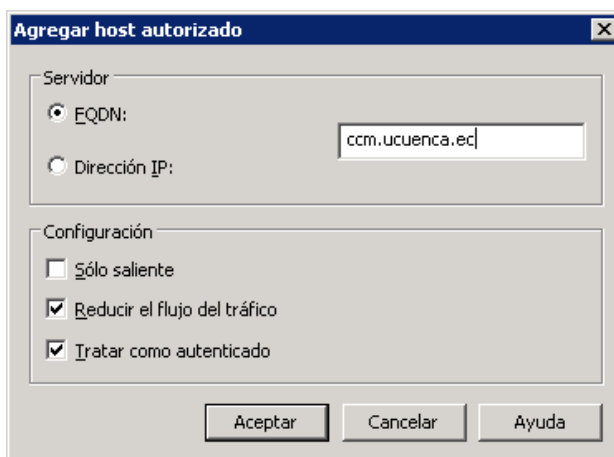 Agregar host autorizado
Servidor
FQDN:
ccm.ucuenca.ec
Dirección IP:
Configuración
Sólo saliente
Reducir el flujo del tráfico
Tratar como autenticado
Aceptar Cancelar Ayuda